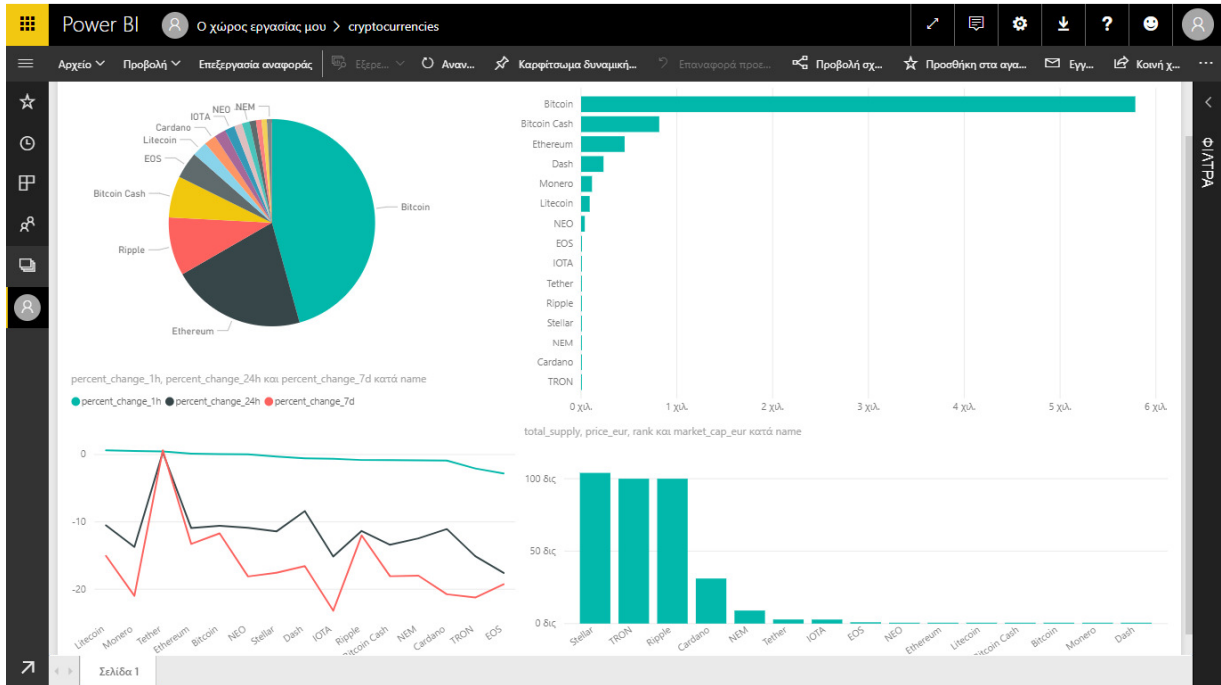 Power BI
Ο χώρος εργασίας μου > cryptocurrencies
Αρχείο Προβολή Επεξεργασία αναφοράς Εξερε... Αναν... Καρφίτσωμα δυναμική... Επαναφορά προε... Προβολή σχ... Προσθήκη στα αγα... Εγγ... Κοινή χ... ...
ΦΙΛΤΡΑ
NEO NEM
IOTA
Cardano
Litecoin
EOS
Bitcoin Cash
Bitcoin
Ripple
Ethereum
Bitcoin
Bitcoin Cash
Ethereum
Dash
Monero
Litecoin
NEO
EOS
IOTA
Tether
Ripple
Stellar
NEM
Cardano
TRON
0 χιλ. 1 χιλ. 2 χιλ. 3 χιλ. 4 χιλ. 5 χιλ. 6 χιλ.
percent_change_1h, percent_change_24h και percent_change_7d κατά name
percent_change_1h percent_change_24h percent_change_7d
0
-10
-20
Litecoin Monero Tether Ethereum Bitcoin NEO Stellar Dash IOTA Ripple Bitcoin Cash NEM Cardano TRON EOS
total_supply, price_eur, rank και market_cap_eur κατά name
100 δις
50 δις
0 δις
Stellar TRON Ripple Cardano NEM Tether IOTA EOS NEO Ethereum Litecoin Bitcoin Cash Bitcoin Monero Dash
Σελίδα 1